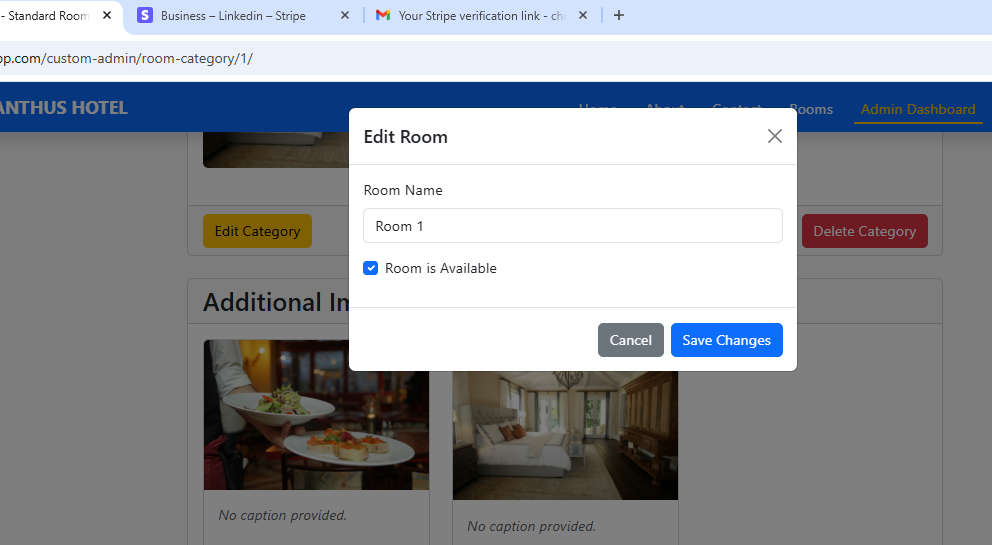 - Standard Room
Business – Linkedin – Stripe
Your Stripe verification link - ch
op.com/custom-admin/room-category/1/
ANTHUS HOTEL
Home
About
Contact
Rooms
Admin Dashboard
Edit Room
Room Name
Room 1
Room is Available
Cancel
Save Changes
Edit Category
Delete Category
Additional Im
No caption provided.
No caption provided.